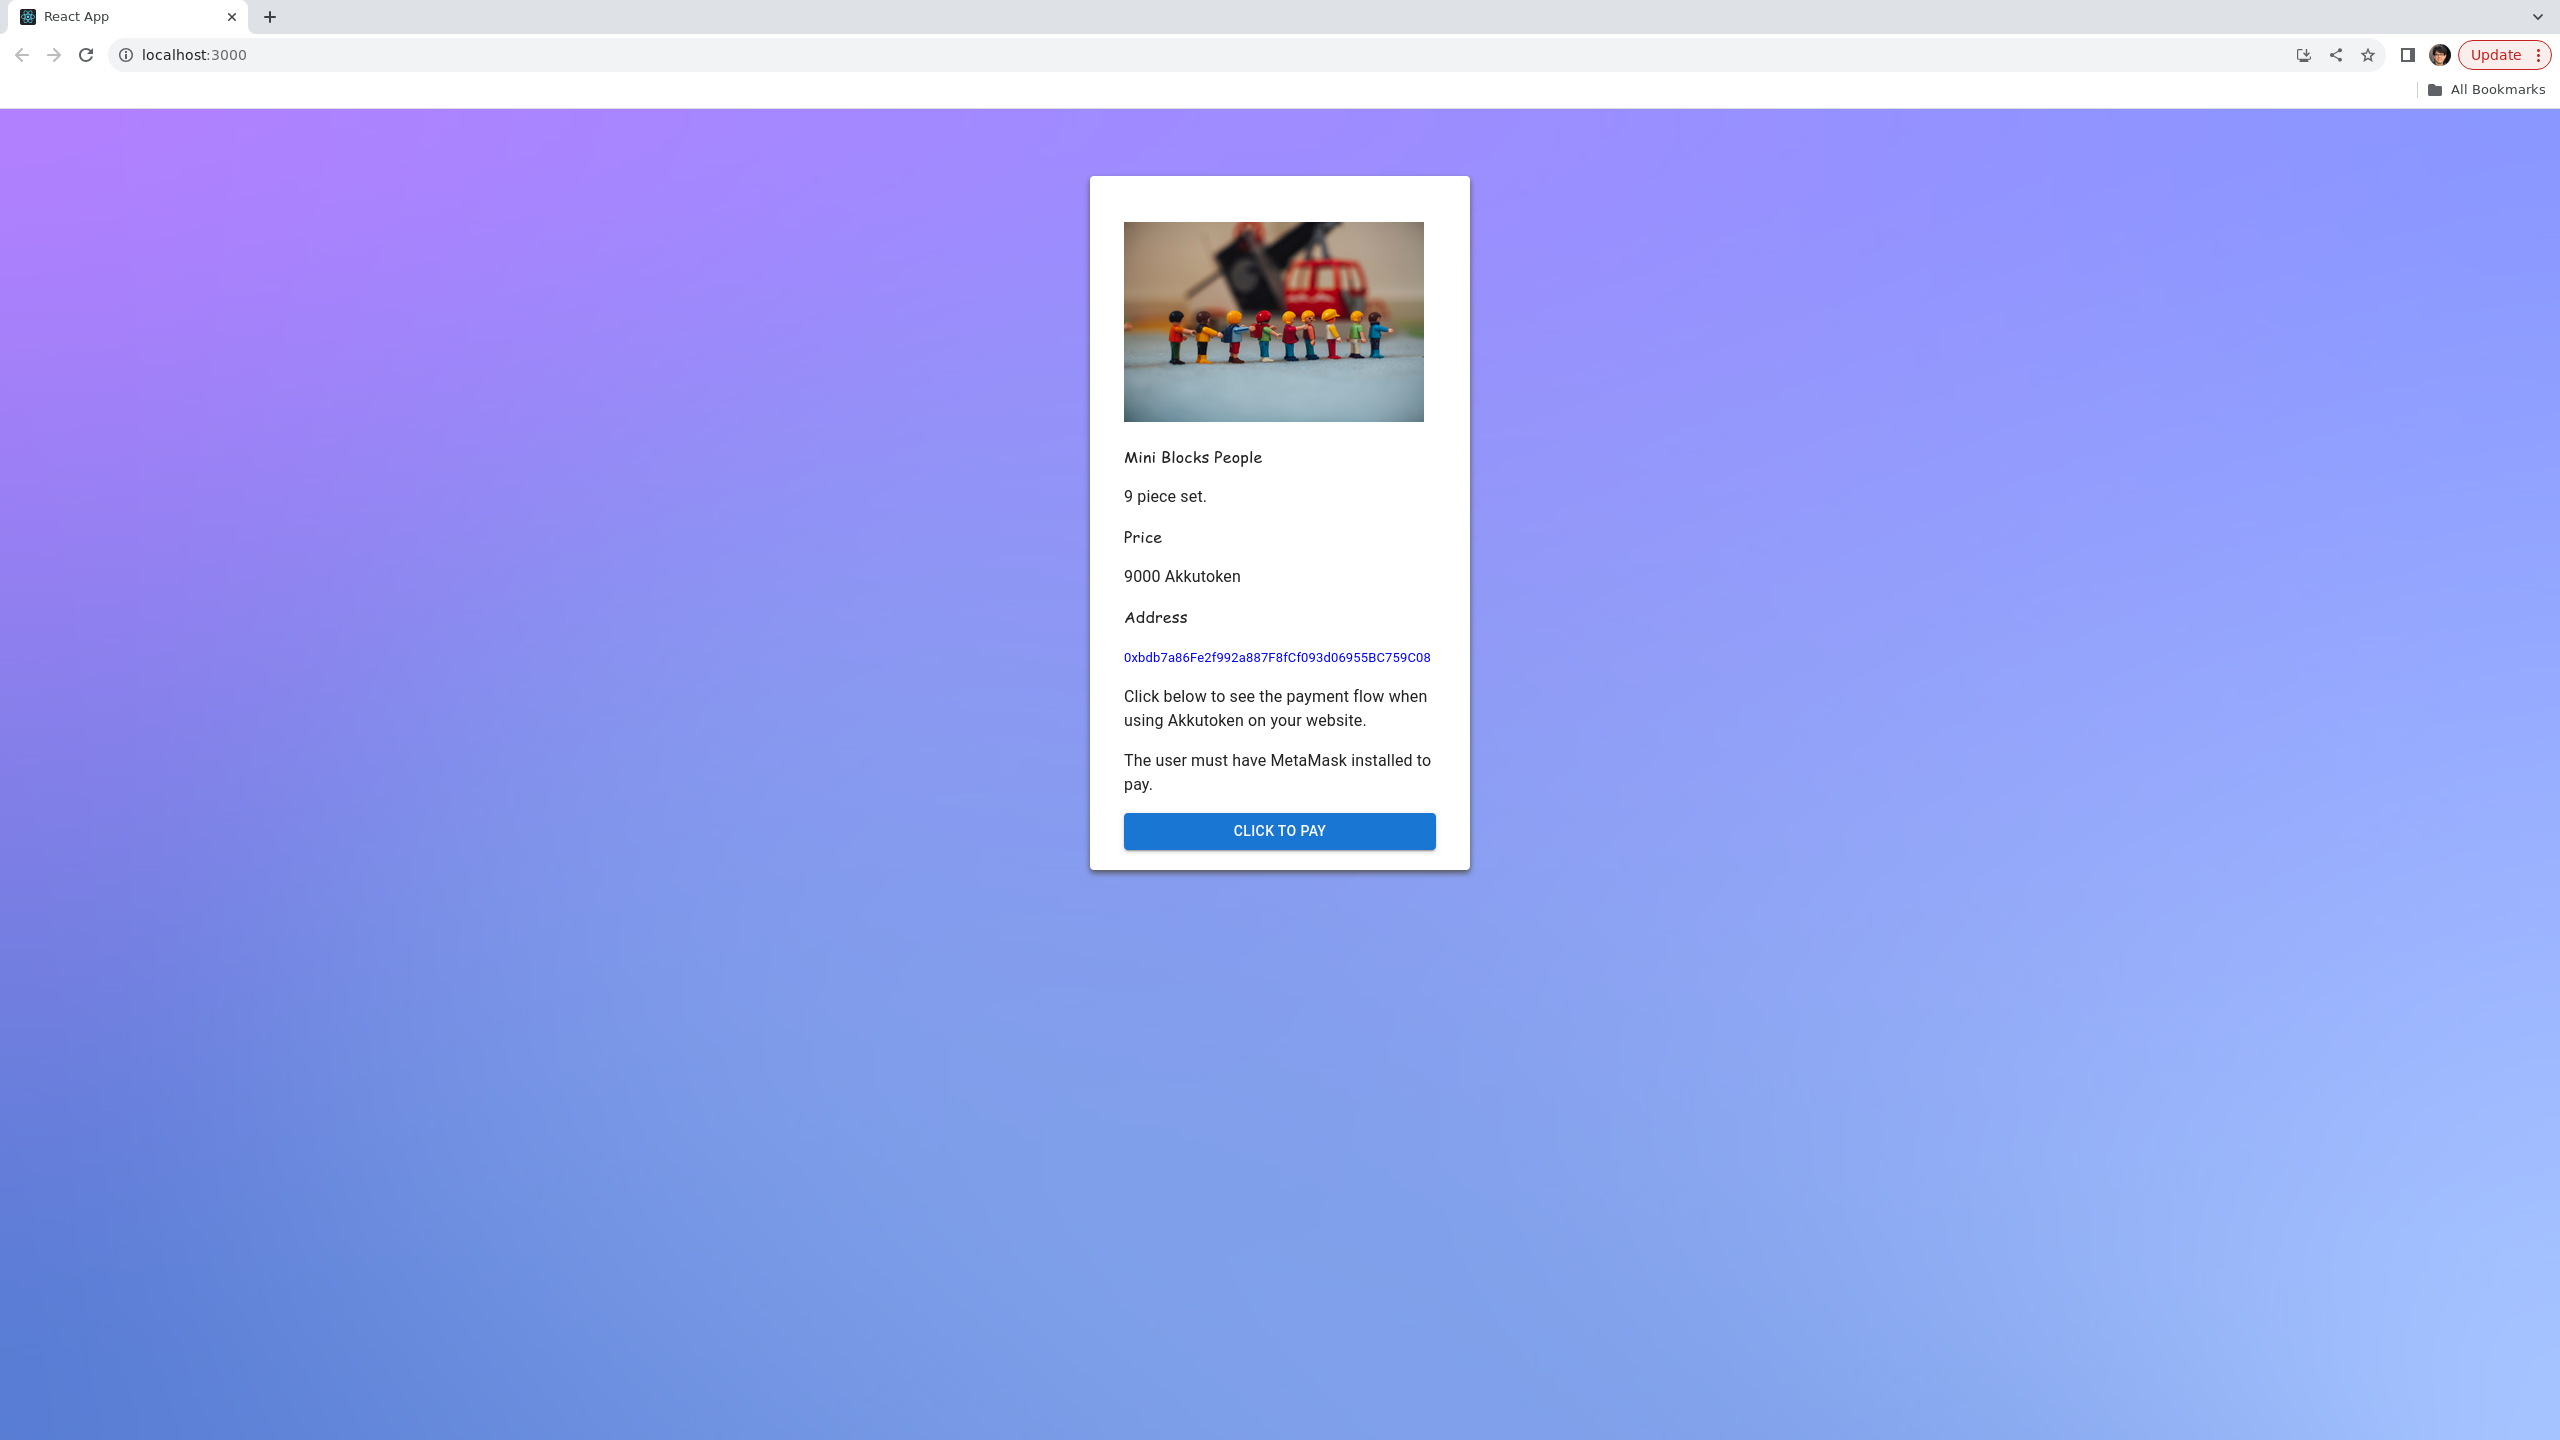 React App
localhost:3000
Update
All Bookmarks
Mini Blocks People
9 piece set.
Price
9000 Akkutoken
Address
0xbdb7a86Fe2f992a887F8fCf093d06955BC759C08
Click below to see the payment flow when
using Akkutoken on your website.
The user must have MetaMask installed to
pay.
CLICK TO PAY